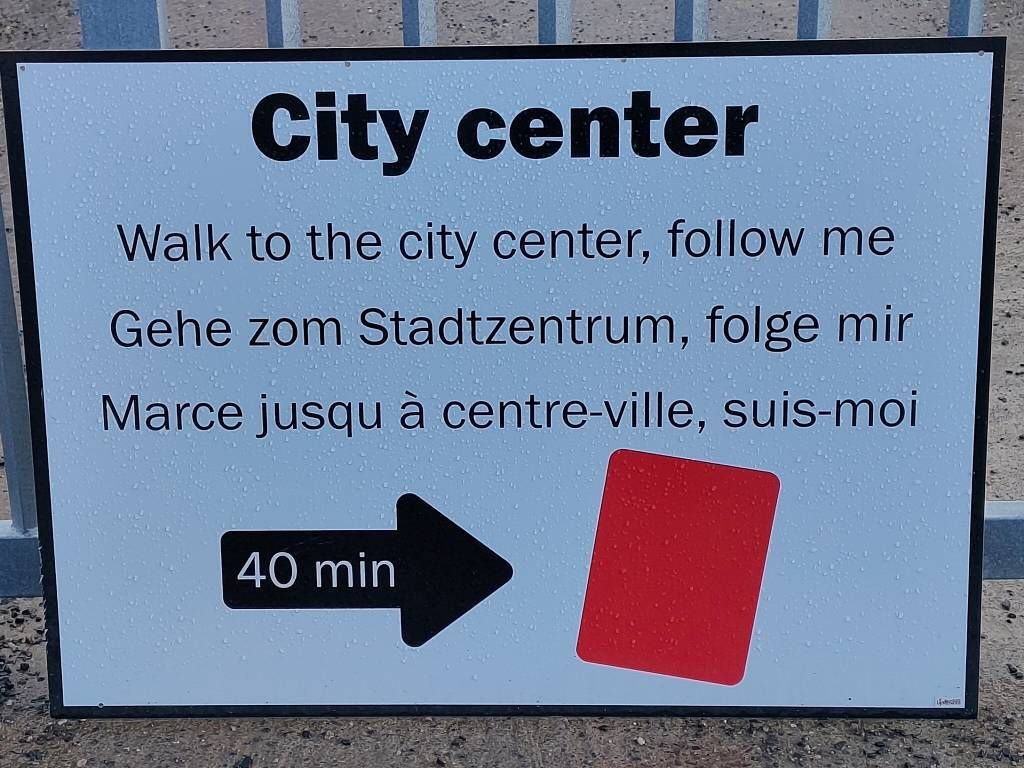 City center
Walk to the city center, follow me
Gehe zom Stadtzentrum, folge mir
Marce jusqu à centre-ville, suis-moi
40 min